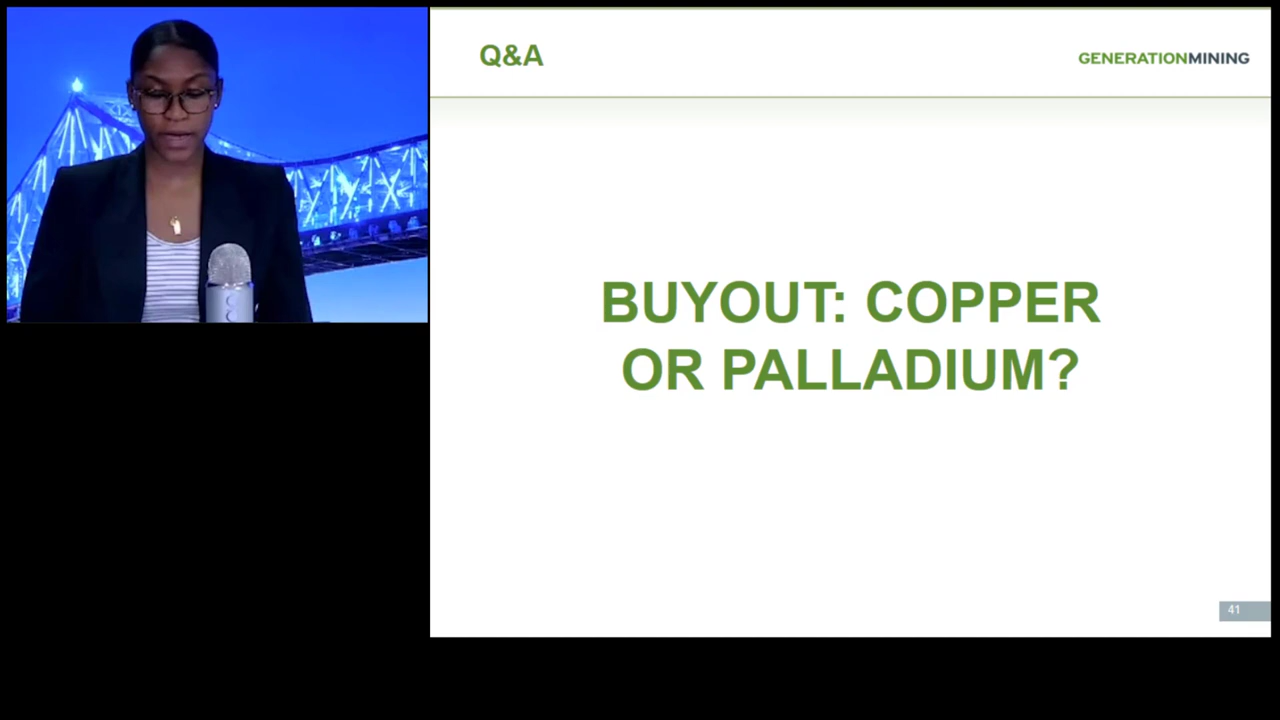 Q&A
GENERATIONMINING
BUYOUT: COPPER
OR PALLADIUM?
41